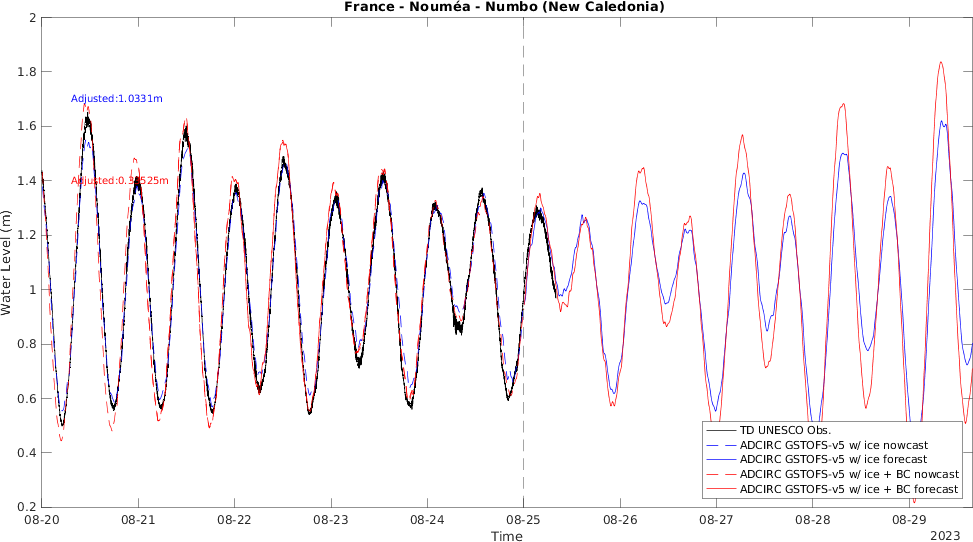 France - Nouméa - Numbo (New Caledonia)
2
1.8
1.6
1.4
1.2
1
0.8
0.6
0.4
0.2
Water Level (m)
Adjusted:1.0331m
TD UNESCO Obs.
ADCIRC GSTOFS-v5 w/ ice nowcast
ADCIRC GSTOFS-v5 w/ ice forecast
ADCIRC GSTOFS-v5 w/ ice + BC nowcast
ADCIRC GSTOFS-v5 w/ ice + BC forecast
08-20 08-21 08-22 08-23 08-24 08-25 08-26 08-27 08-28 08-29
Time
2023